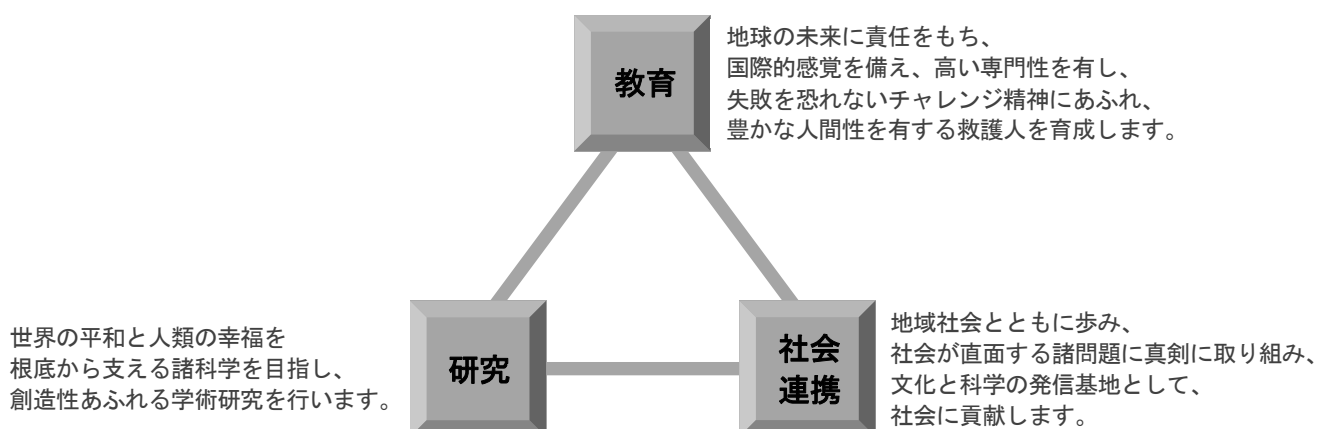 教育
地球の未来に責任をもち、
国際的感覚を備え、高い専門性を有し、
失敗を恐れないチャレンジ精神にあふれ、
豊かな人間性を有する救護人を育成します。
研究
世界の平和と人類の幸福を
根底から支える諸科学を目指し、
創造性あふれる学術研究を行います。
社会
連携
地域社会とともに歩み、
社会が直面する諸問題に真剣に取り組み、
文化と科学の発信基地として、
社会に貢献します。